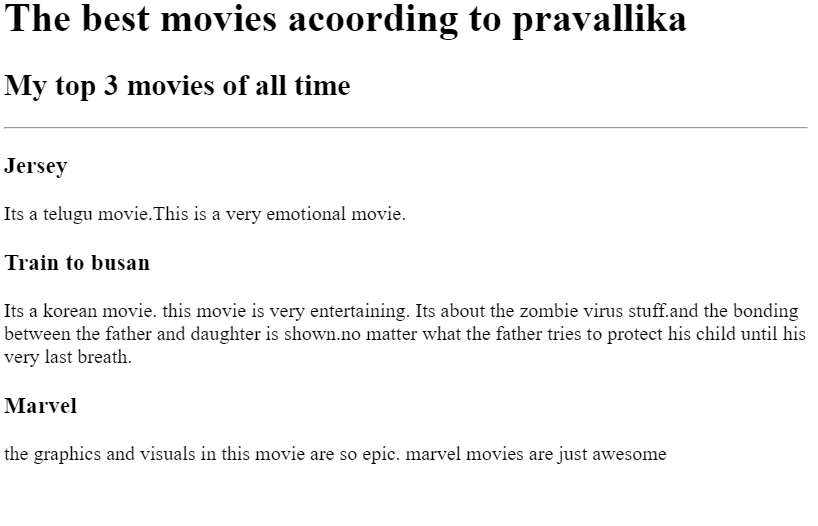 The best movies acoording to pravallika
My top 3 movies of all time
Jersey
Its a telugu movie.This is a very emotional movie.
Train to busan
Its a korean movie. this movie is very entertaining. Its about the zombie virus stuff.and the bonding
between the father and daughter is shown.no matter what the father tries to protect his child until his
very last breath.
Marvel
the graphics and visuals in this movie are so epic. marvel movies are just awesome